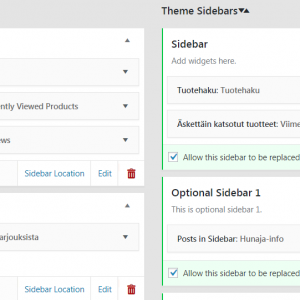 ntly Viewed Products
ews
Sidebar Location Edit
arjouksista
Sidebar Location Edit
Theme Sidebars
Sidebar
Add widgets here.
Tuotehaku: Tuotehaku
Äskettäin katsotut tuotteet: Viime
Allow this sidebar to be replaced
Optional Sidebar 1
This is optional sidebar 1.
Posts in Sidebar: Hunaja-info
Allow this sidebar to be replaced